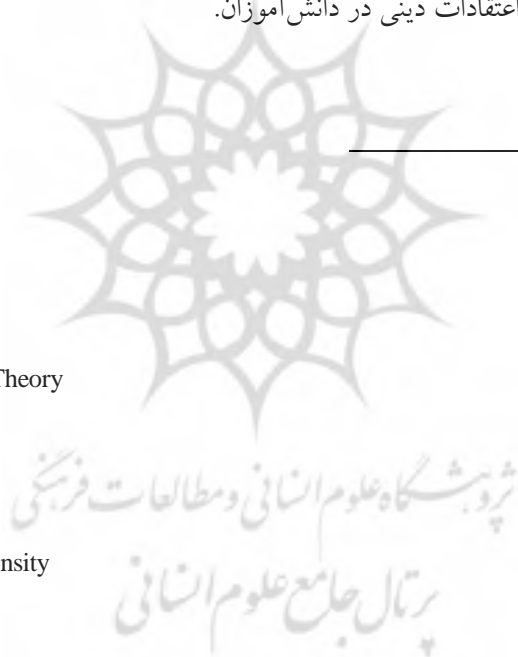 اعتقادات دینی در دانش‌آموزان.
Theory
پژوهشگاه علوم انسانی و مطالعات فرهنگی
nsity
پرتال جامع علوم انسانی